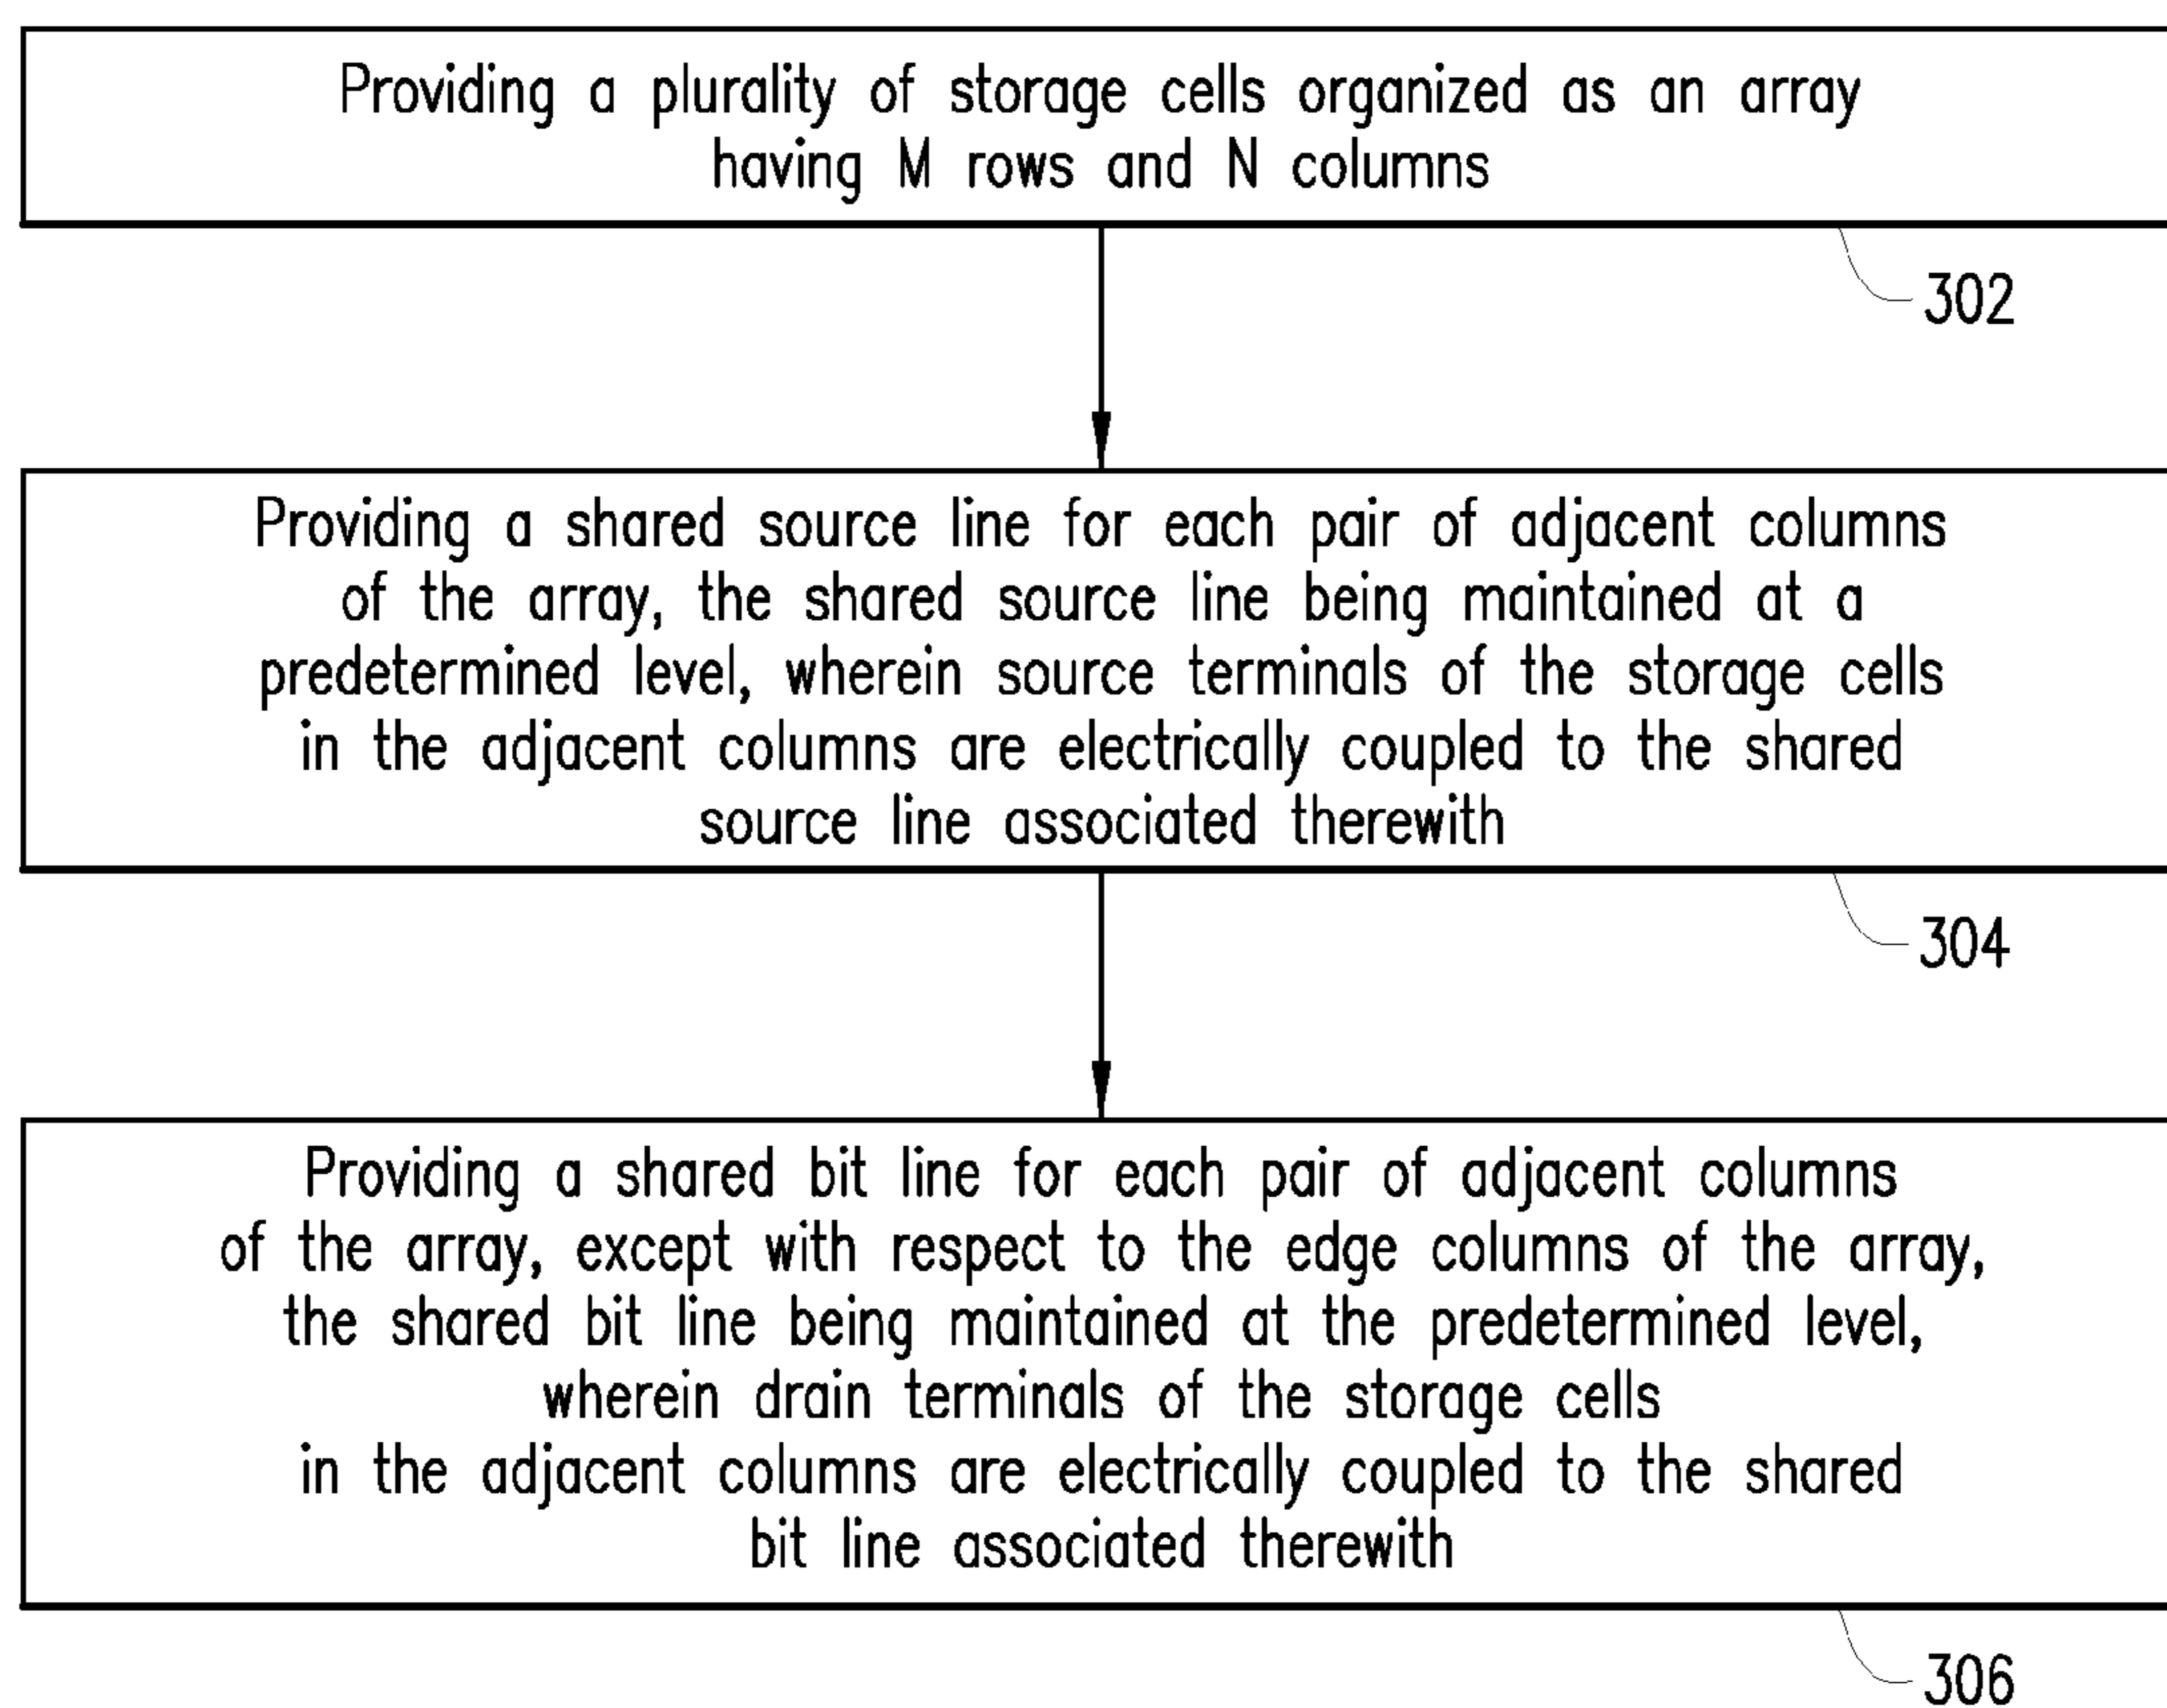 Providing a plurality of storage cells organized as an array
having M rows and N columns
302
Providing a shared source line for each pair of adjacent columns
of the array, the shared source line being maintained at a
predetermined level, wherein source terminals of the storage cells
in the adjacent columns are electrically coupled to the shared
source line associated therewith
304
Providing a shared bit line for each pair of adjacent columns
of the array, except with respect to the edge columns of the array,
the shared bit line being maintained at the predetermined level,
wherein drain terminals of the storage cells
in the adjacent columns are electrically coupled to the shared
bit line associated therewith
306